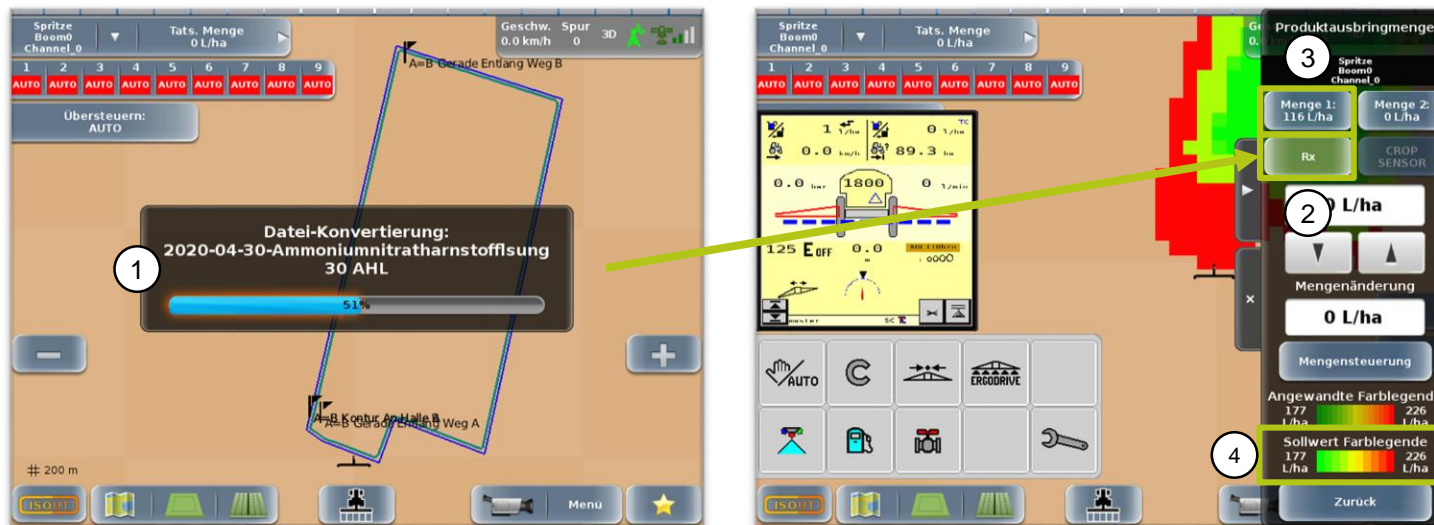 Spritze
Boom0
Channel_0
▼
Tats. Menge
0 L/ha
Geschw.
0.0 km/h
Spur
0
3D
1 2 3 4 5 6 7 8 9
AUTO AUTO AUTO AUTO AUTO AUTO AUTO AUTO AUTO
Übersteuern:
AUTO
A=B Gerade Entlang Weg B
1
Datei-Konvertierung:
2020-04-30-Ammoniumnitratharnstofflsung
30 AHL
51%
A=B Kontur An Halle B
A=B Gerade Entlang Weg A
# 200 m
ISOUT
Menü
Spritze
Boom0
Channel_0
▼
Tats. Menge
0 L/ha
1 2 3 4 5 6 7 8 9
AUTO AUTO AUTO AUTO AUTO AUTO AUTO AUTO AUTO
TC
1 l/ha
0 l/ha
0.0 km/h
89.3 ha
0.0 bar
1800
0 l/min
125 E OFF
0.0
m
SC TC
AUTO
C
ERGODRIVE
ISOUT
Produktausbringmenge
3
Spritze
Boom0
Channel_0
Menge 1:
116 L/ha
Menge 2:
0 L/ha
Rx
CROP
SENSOR
2
0 L/ha
▼ ▲
Mengenänderung
0 L/ha
×
Mengensteuerung
Angewandte Farblegend
177
L/ha
226
L/ha
4
Sollwert Farblegende
177
L/ha
226
L/ha
Zurück